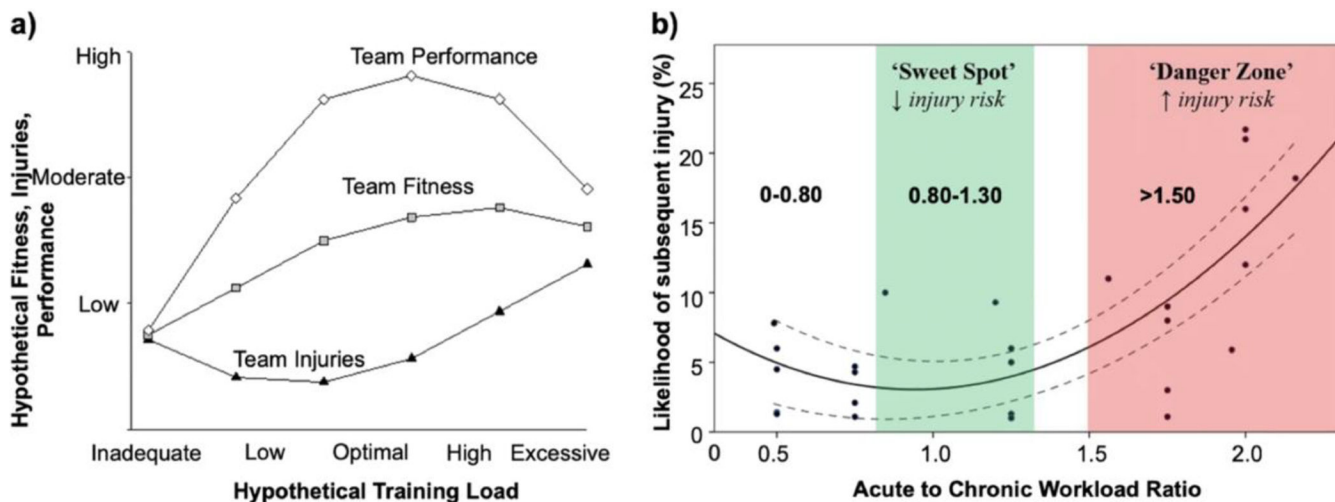 a)
High
Moderate
Low
Hypothetical Fitness, Injuries,
Performance
Team Performance
Team Fitness
Team Injuries
Inadequate Low Optimal High Excessive
Hypothetical Training Load
b)
Likelihood of subsequent injury (%)
25
20
15
10
5
0
‘Sweet Spot’
↓ injury risk
‘Danger Zone’
↑ injury risk
0-0.80
0.80-1.30
>1.50
0 0.5 1.0 1.5 2.0
Acute to Chronic Workload Ratio